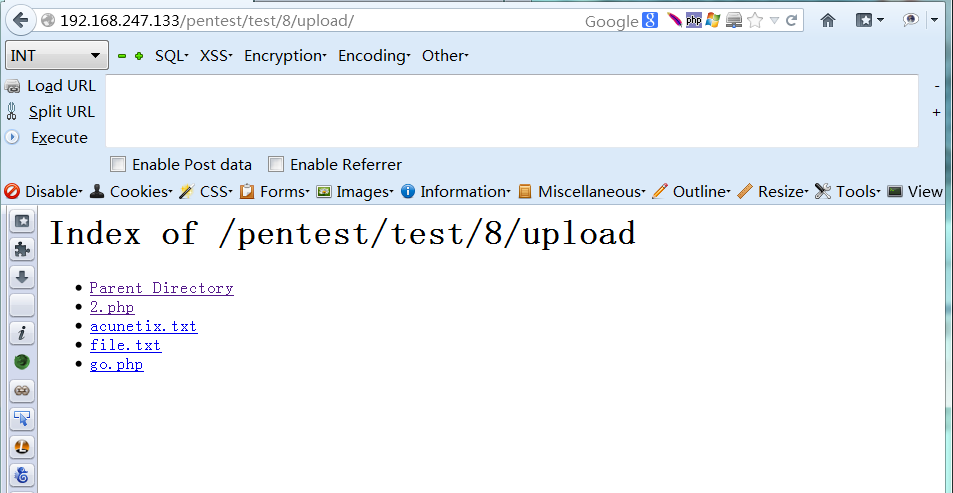 192.168.247.133/pentest/test/8/upload/ Google php
INT SQL XSS Encryption Encoding Other
Load URL -
Split URL +
Execute
Enable Post data Enable Referrer
Disable Cookies CSS Forms Images Information Miscellaneous Outline Resize Tools View
Index of /pentest/test/8/upload
Parent Directory
2.php
acunetix.txt
file.txt
go.php